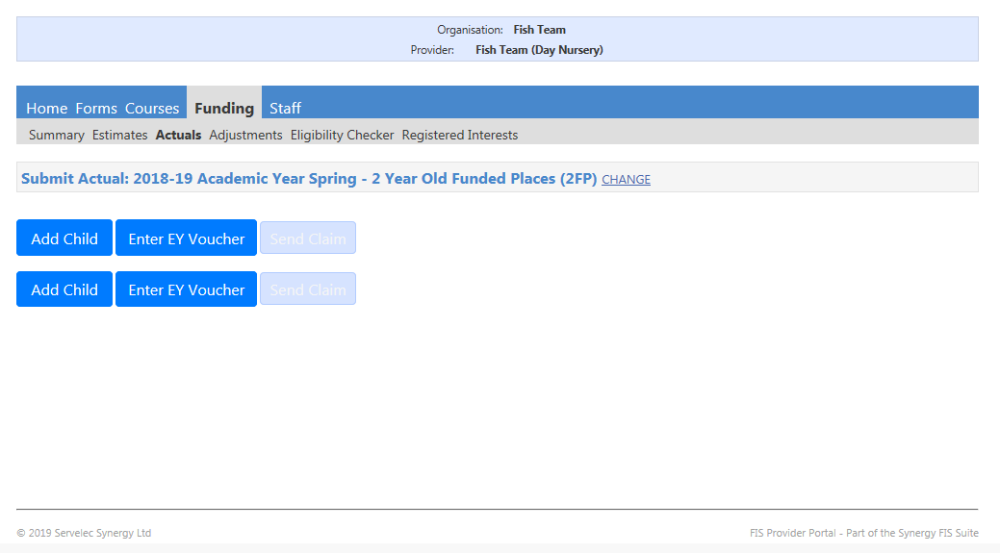 Organisation: Fish Team
Provider: Fish Team (Day Nursery)
Home Forms Courses Funding Staff
Summary Estimates Actuals Adjustments Eligibility Checker Registered Interests
Submit Actual: 2018-19 Academic Year Spring - 2 Year Old Funded Places (2FP) CHANGE
Add Child Enter EY Voucher Send Claim
Add Child Enter EY Voucher Send Claim
© 2019 Servelec Synergy Ltd FIS Provider Portal - Part of the Synergy FIS Suite